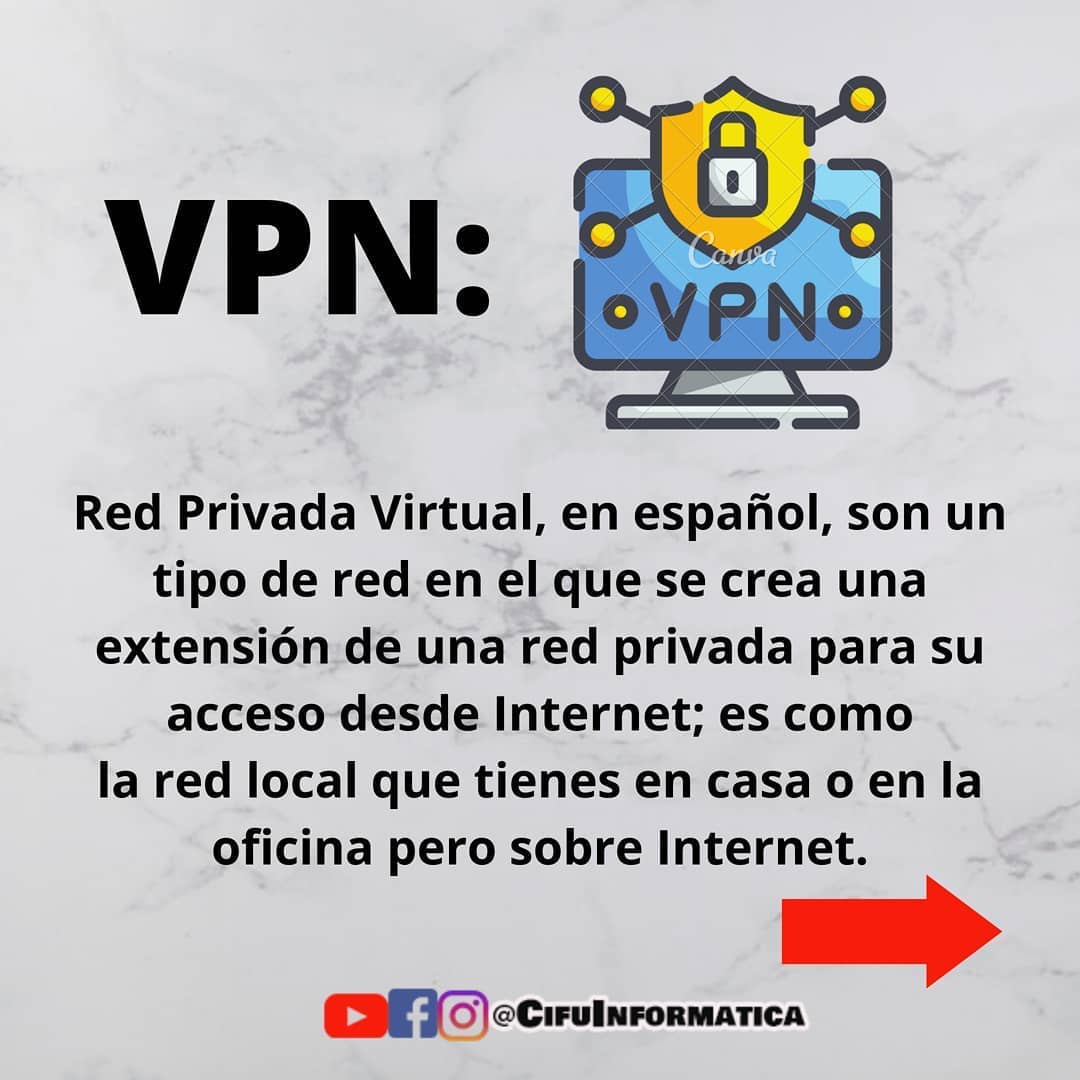 VPN:
Canva
VPN
Red Privada Virtual, en español, son un
tipo de red en el que se crea una
extensión de una red privada para su
acceso desde Internet; es como
la red local que tienes en casa o en la
oficina pero sobre Internet.
@CifuInformatica